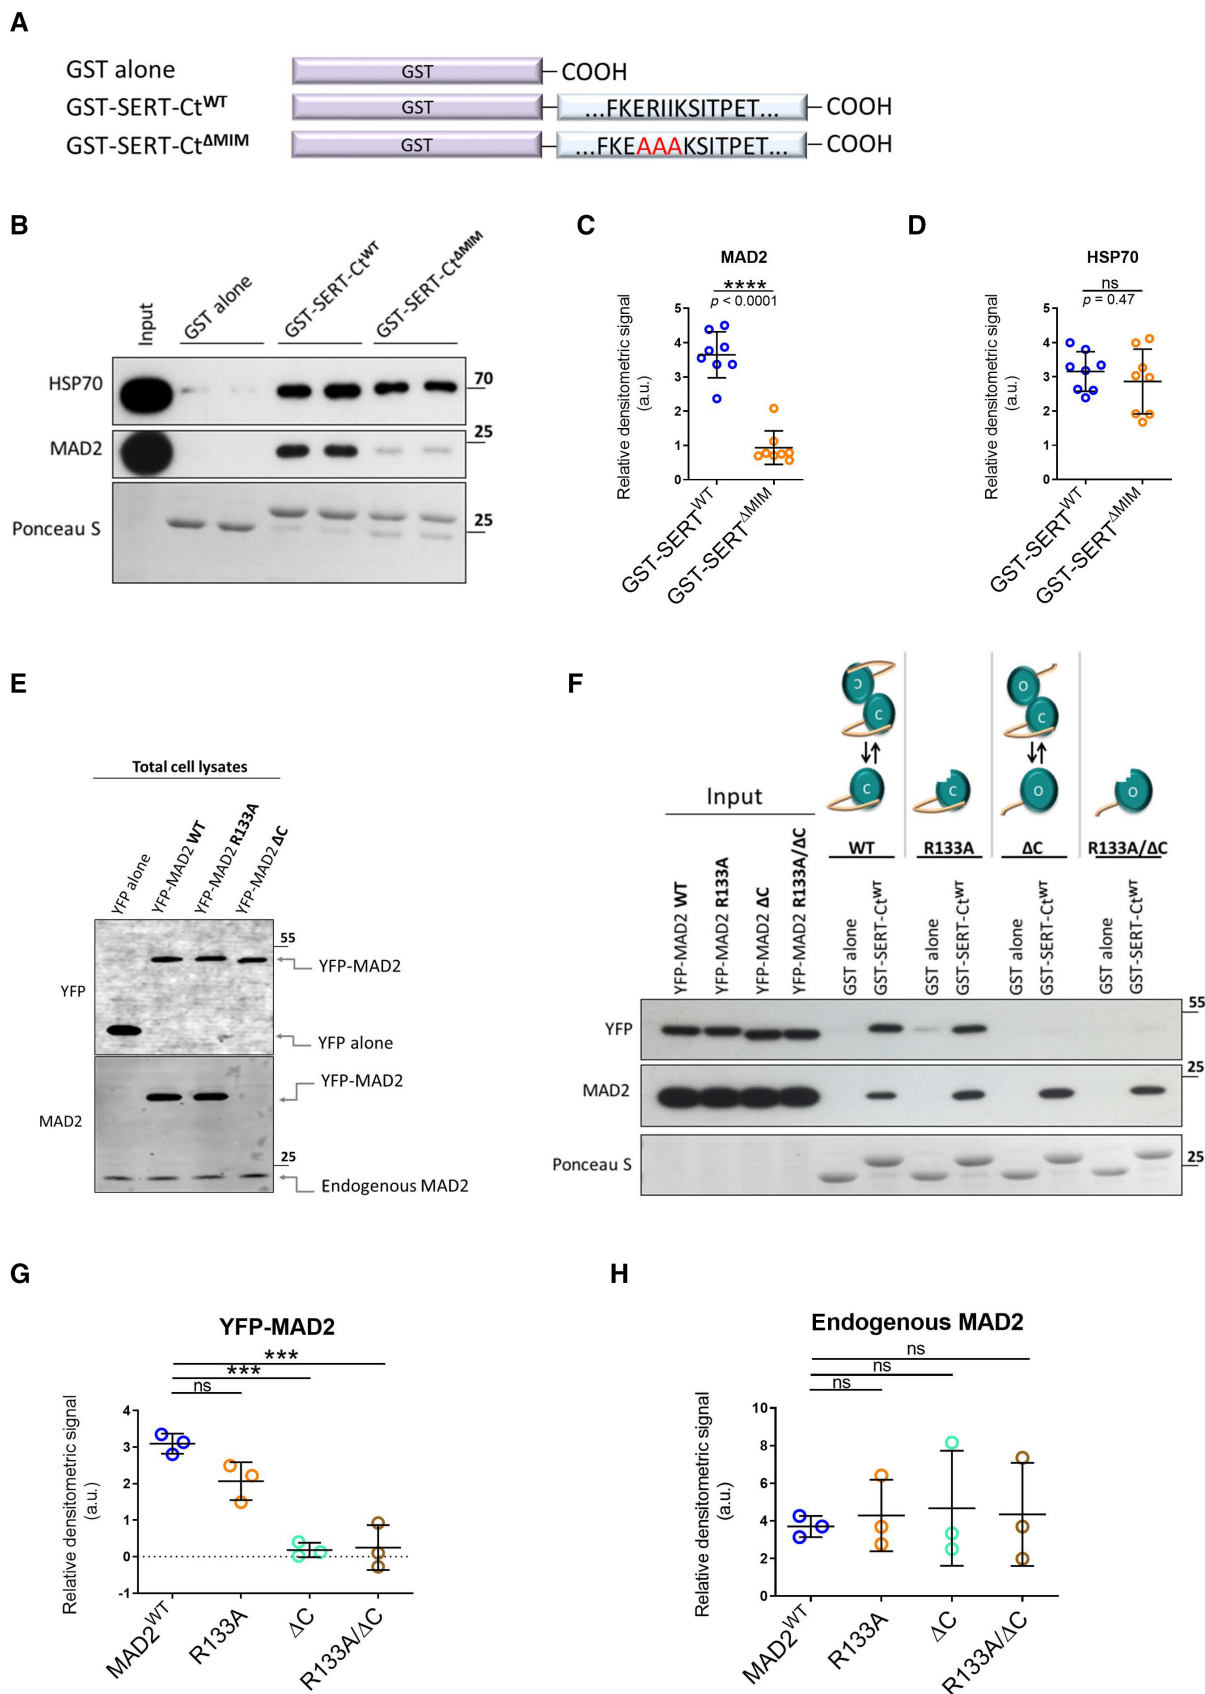 A
GST alone
GST
COOH
GST-SERT-Ct^WT
GST
...FKERIIKSITPET...
COOH
GST-SERT-Ct^ΔMIM
GST
...FKEAAAKSITPET...
COOH
B
Input
GST alone
GST-SERT-Ct^WT
GST-SERT-Ct^ΔMIM
HSP70
70
MAD2
25
Ponceau S
25
C
MAD2
****
p < 0.0001
Relative densitometric signal
(a.u.)
5
4
3
2
1
0
GST-SERT^WT
GST-SERT^ΔMIM
D
HSP70
ns
p = 0.47
Relative densitometric signal
(a.u.)
5
4
3
2
1
0
GST-SERT^WT
GST-SERT^ΔMIM
E
Total cell lysates
YFP alone
YFP-MAD2 WT
YFP-MAD2 R133A
YFP-MAD2 ΔC
55
YFP
YFP-MAD2
YFP alone
MAD2
YFP-MAD2
25
Endogenous MAD2
F
C
C
C
C
O
C
O
O
Input
WT
R133A
ΔC
R133A/ΔC
YFP-MAD2 WT
YFP-MAD2 R133A
YFP-MAD2 ΔC
YFP-MAD2 R133A/ΔC
GST alone
GST-SERT-Ct^WT
GST alone
GST-SERT-Ct^WT
GST alone
GST-SERT-Ct^WT
GST alone
GST-SERT-Ct^WT
YFP
55
MAD2
25
Ponceau S
25
G
YFP-MAD2
***
***
ns
Relative densitometric signal
(a.u.)
4
3
2
1
0
-1
MAD2^WT
R133A
ΔC
R133A/ΔC
H
Endogenous MAD2
ns
ns
ns
Relative densitometric signal
(a.u.)
10
8
6
4
2
0
MAD2^WT
R133A
ΔC
R133A/ΔC